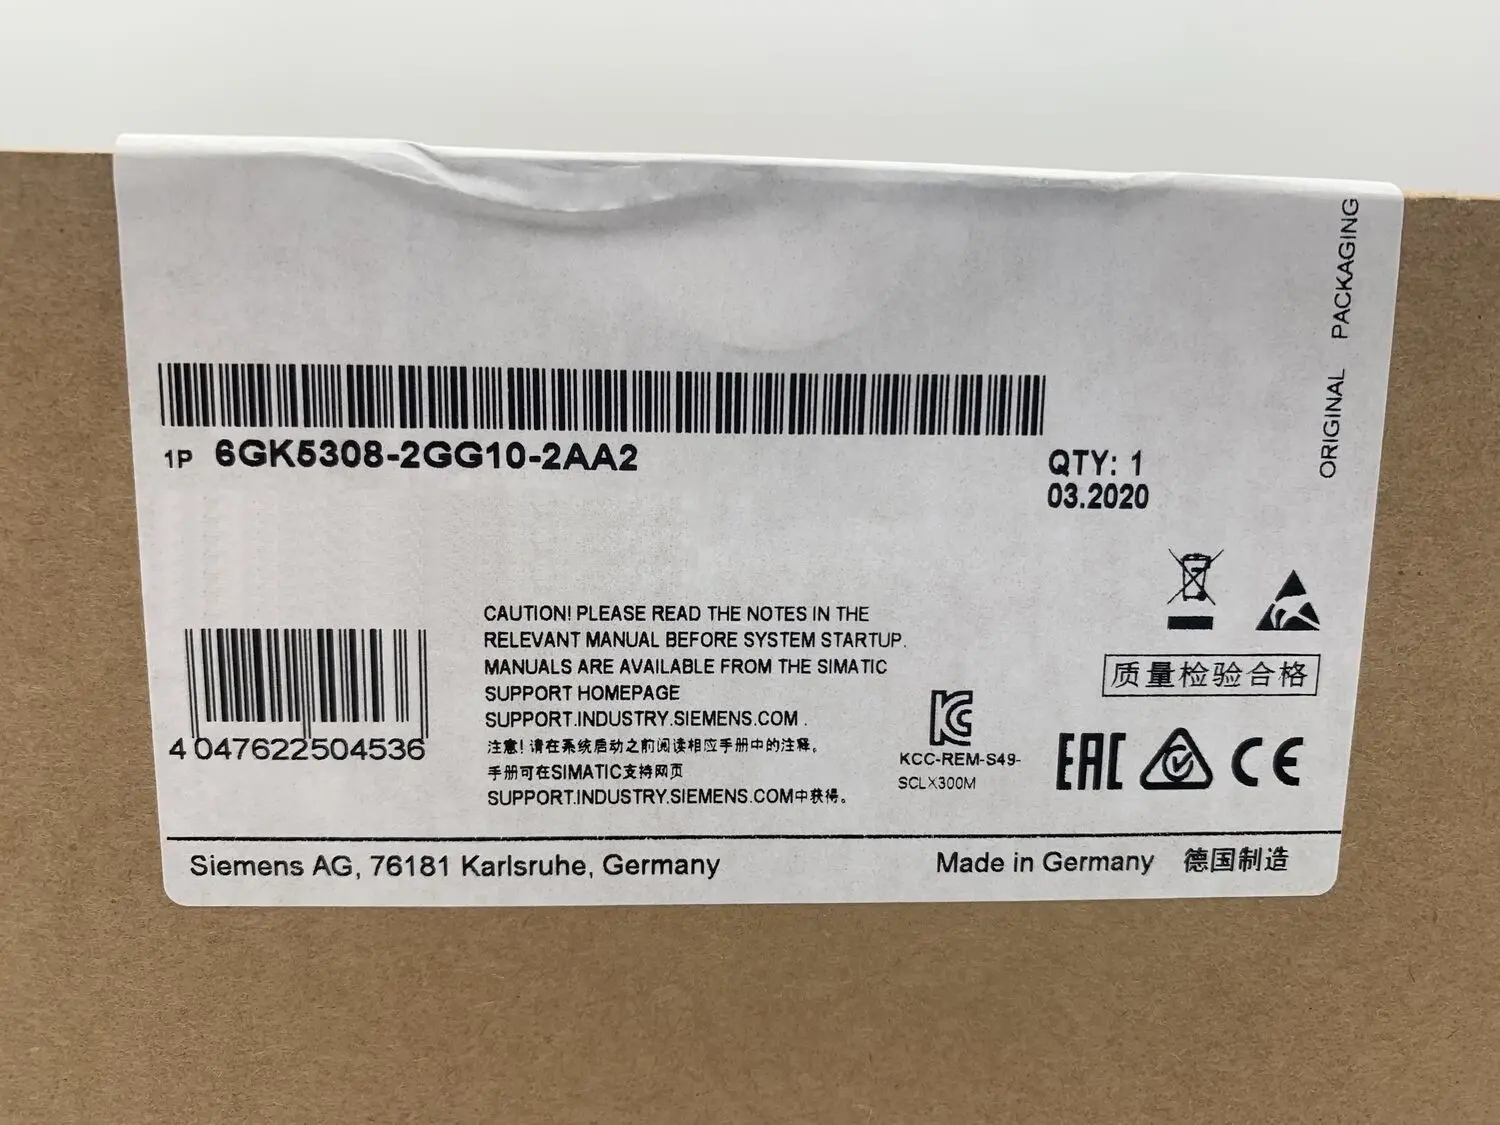 ORIGINAL PACKAGING
1P 6GK5308-2GG10-2AA2
QTY: 1
03.2020
CAUTION! PLEASE READ THE NOTES IN THE
RELEVANT MANUAL BEFORE SYSTEM STARTUP.
MANUALS ARE AVAILABLE FROM THE SIMATIC
SUPPORT HOMEPAGE
SUPPORT.INDUSTRY.SIEMENS.COM .
注意! 请在系统启动之前阅读相应手册中的注释。
手册可在SIMATIC支持网页
SUPPORT.INDUSTRY.SIEMENS.COM中获得。
4 047622504536
质量检验合格
KC
KCC-REM-S49-
SCLX300M
EAC
CE
Siemens AG, 76181 Karlsruhe, Germany
Made in Germany 德国制造